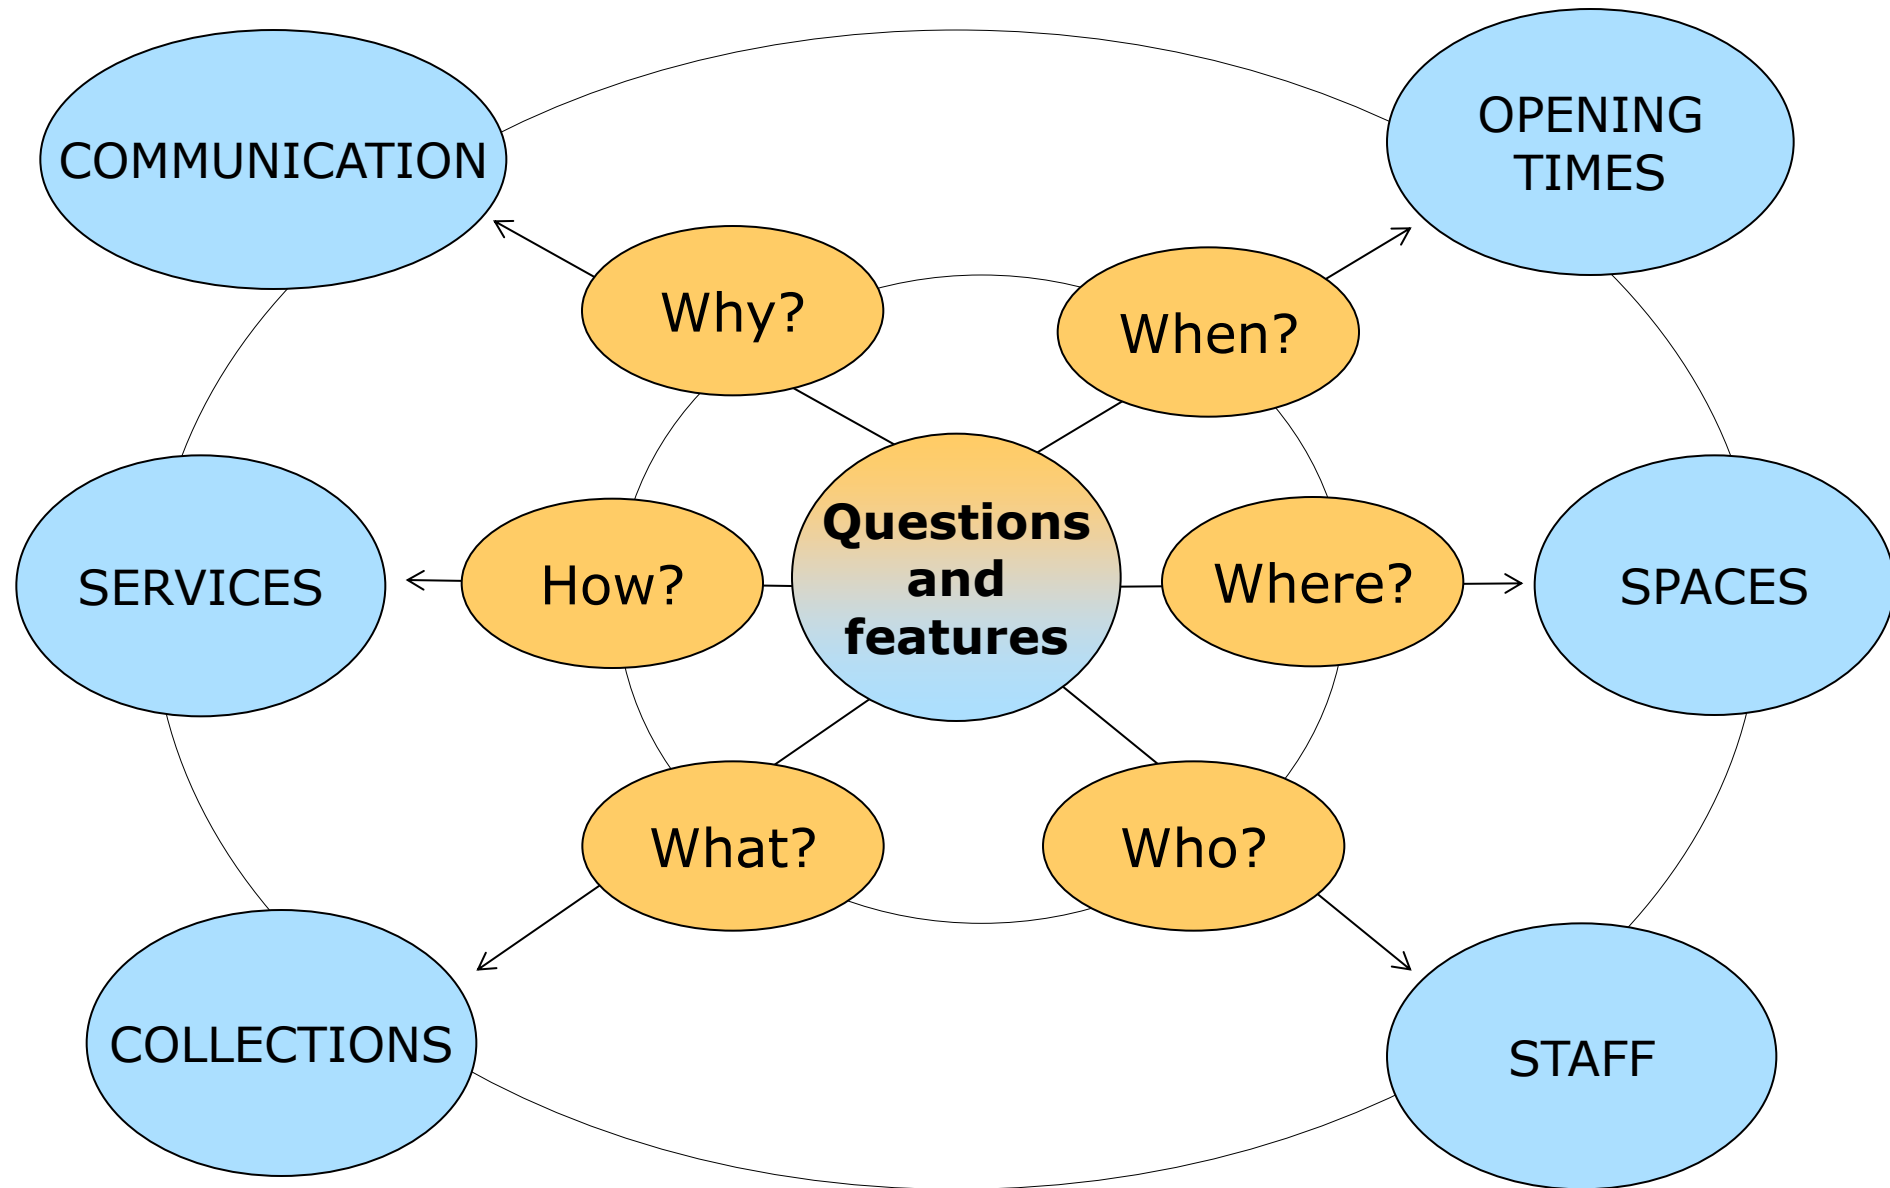 COMMUNICATION
OPENING
TIMES
Why?
When?
Questions
and
features
How?
Where?
SERVICES
SPACES
What?
Who?
COLLECTIONS
STAFF